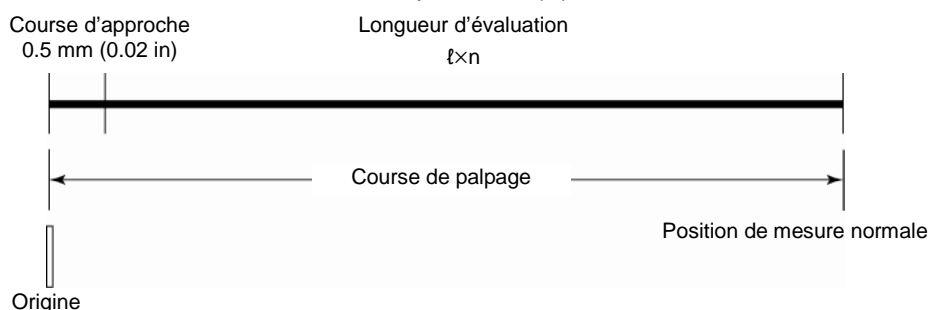 Course d'approche
0.5 mm (0.02 in)
Longueur d'évaluation
ℓ×n
Course de palpage
Position de mesure normale
Origine